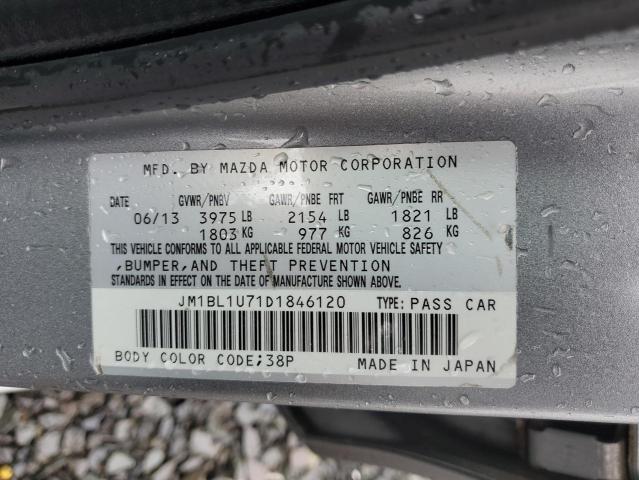 MFD. BY MAZDA MOTOR CORPORATION
DATE GVWR/PNBV GAWR/PNBE FRT GAWR/PNBE RR
06/13 3975 LB 2154 LB 1821 LB
1803 KG 977 KG 826 KG
THIS VEHICLE CONFORMS TO ALL APPLICABLE FEDERAL MOTOR VEHICLE SAFETY
,BUMPER,AND THEFT PREVENTION
STANDARDS IN EFFECT ON THE DATE OF MANUFACTURE SHOWN ABOVE.
JM1BL1U71D1846120 TYPE: PASS CAR
BODY COLOR CODE;38P MADE IN JAPAN